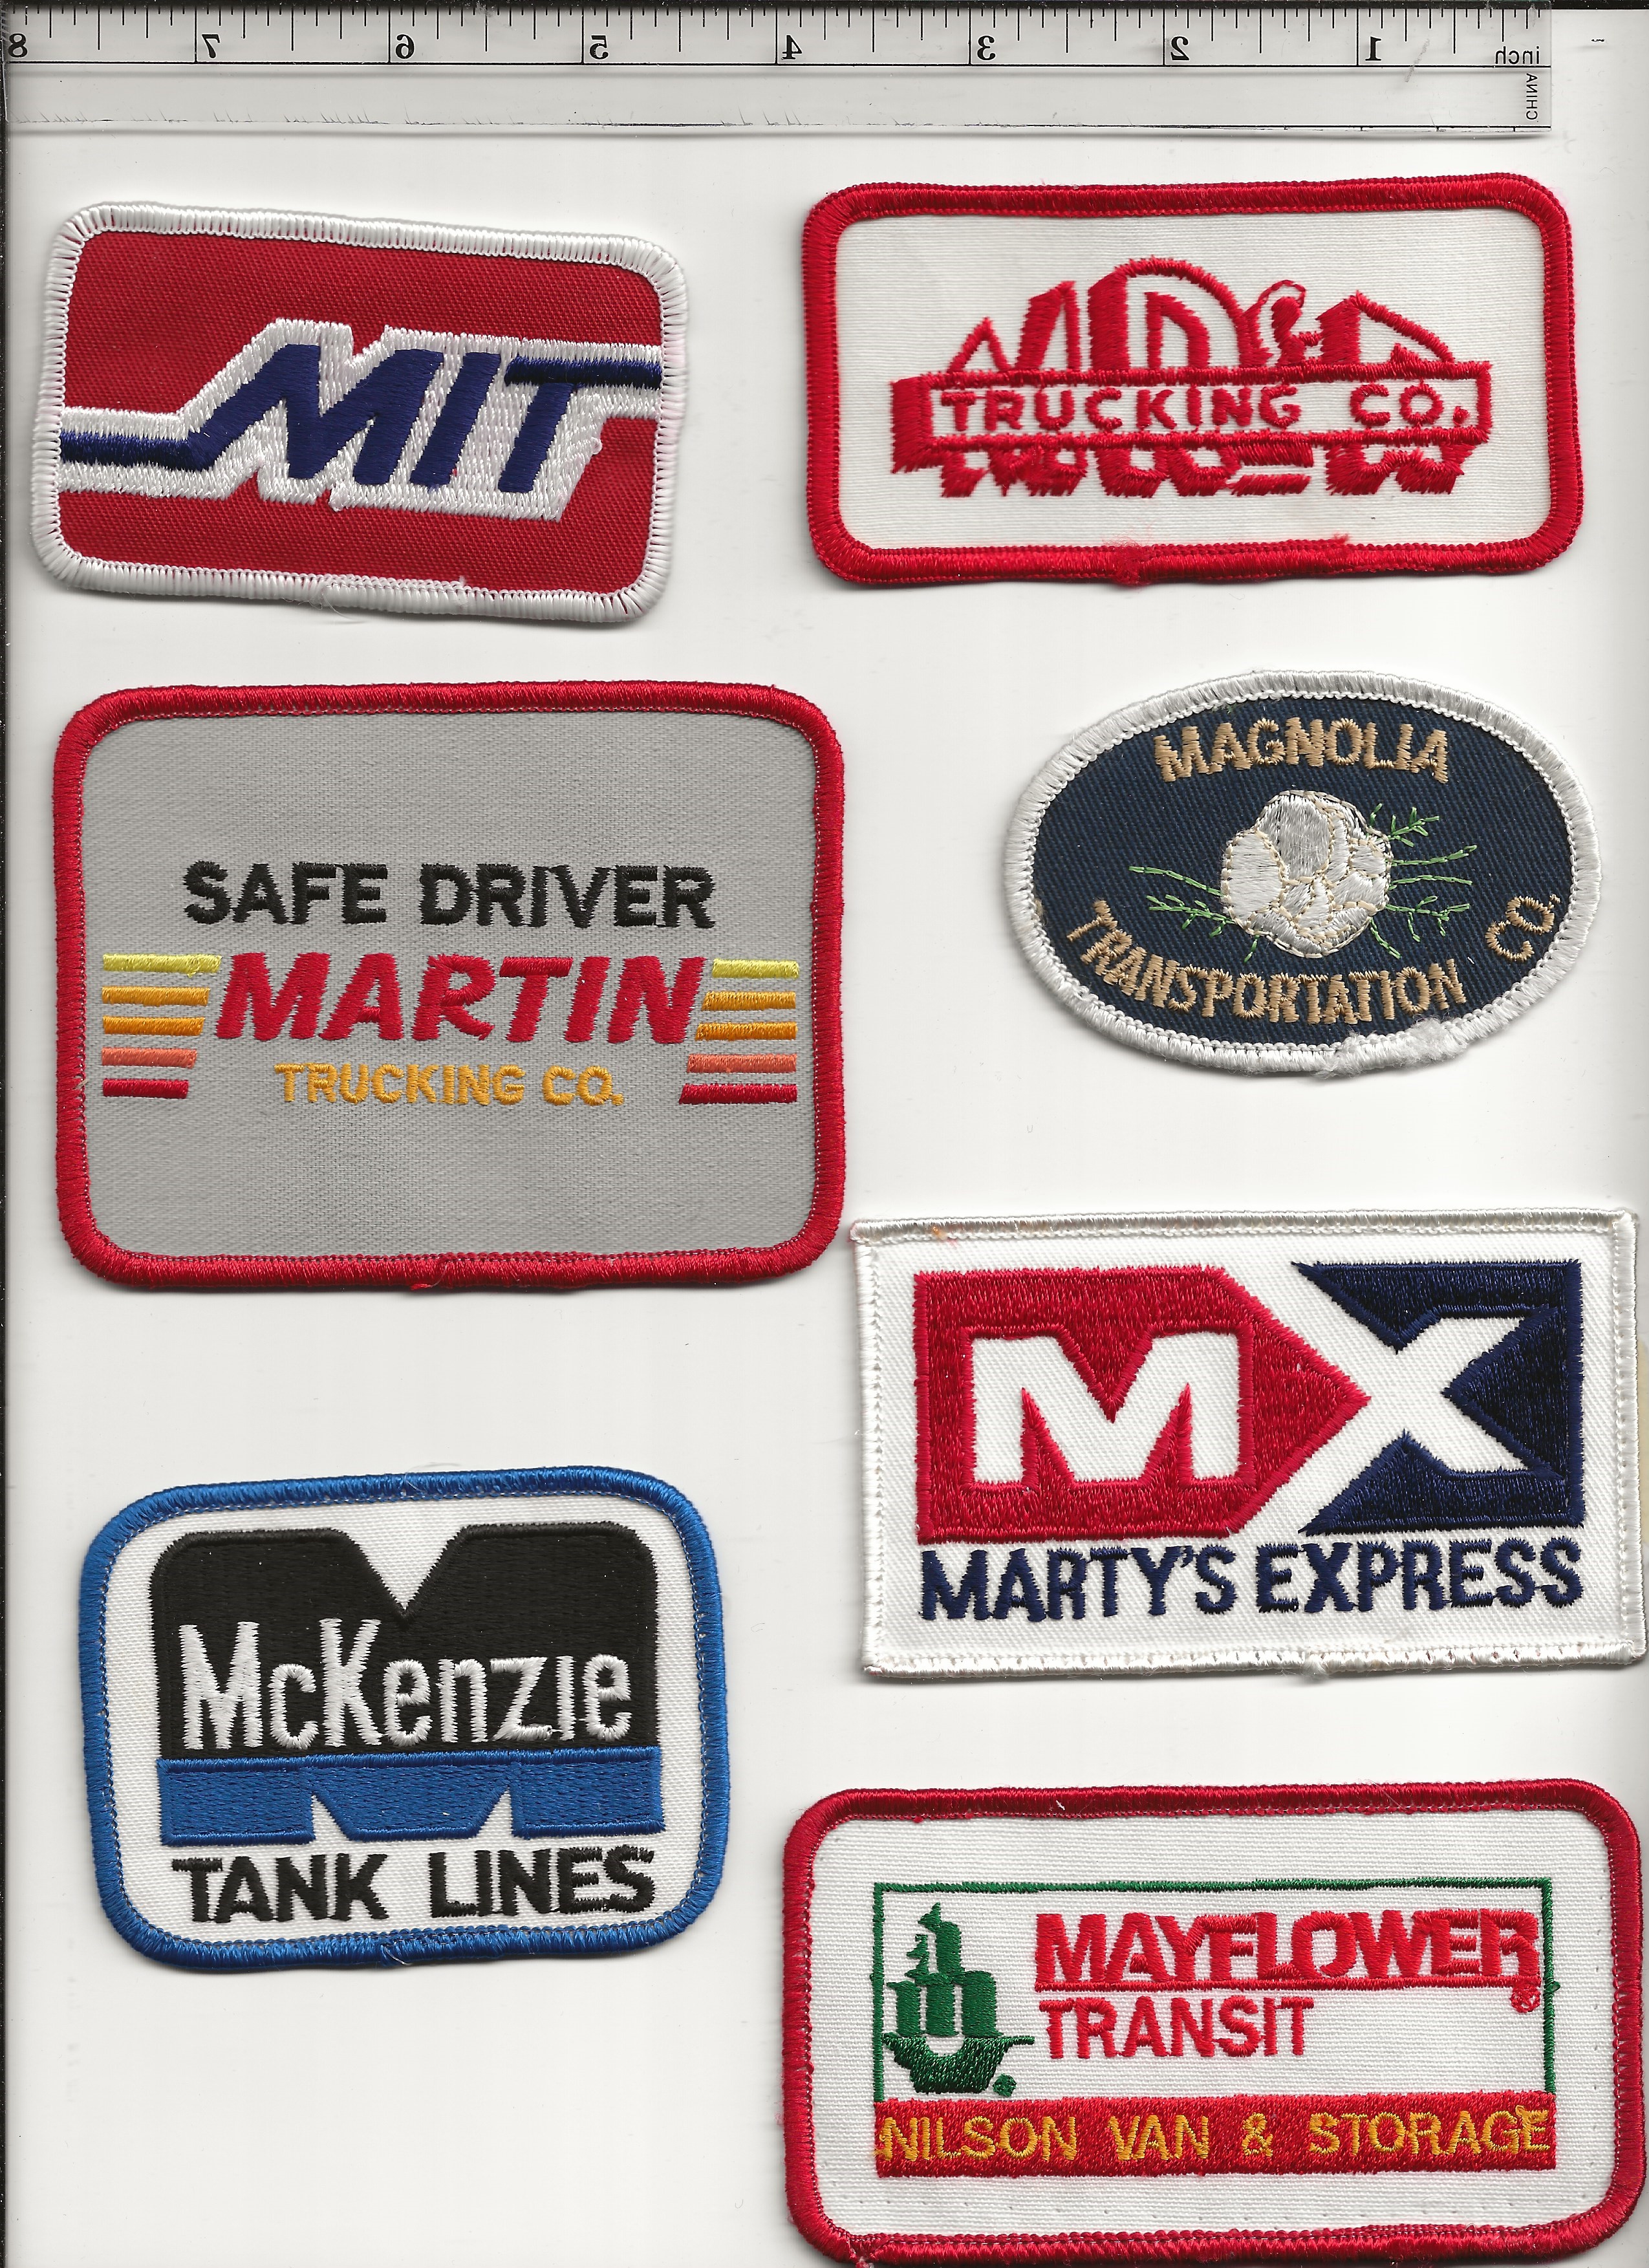 8 7 6 5 4 3 2 1 inch
CHINA
MIT
TRUCKING CO.
SAFE DRIVER
MARTIN
TRUCKING CO.
MAGNOLIA
TRANSPORTATION CO.
MX
MARTY'S EXPRESS
McKenzie
TANK LINES
MAYFLOWER
TRANSIT
®
NILSON VAN & STORAGE